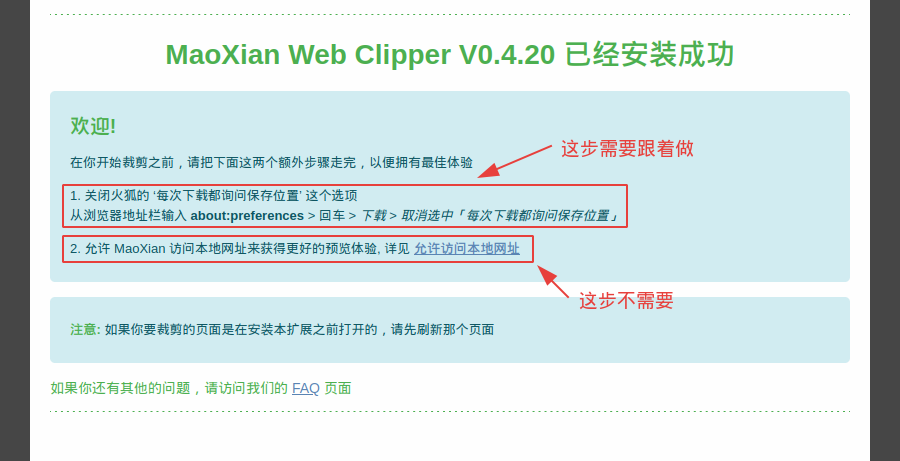 MaoXian Web Clipper V0.4.20 已经安装成功
欢迎!
这步需要跟着做
在你开始裁剪之前，请把下面这两个额外步骤走完，以便拥有最佳体验
1. 关闭火狐的 ‘每次下载都询问保存位置’ 这个选项
从浏览器地址栏输入 about:preferences > 回车 > 下载 > 取消选中「每次下载都询问保存位置」
2. 允许 MaoXian 访问本地网址来获得更好的预览体验, 详见 允许访问本地网址
这步不需要
注意: 如果你要裁剪的页面是在安装本扩展之前打开的，请先刷新那个页面
如果你还有其他的问题，请访问我们的 FAQ 页面